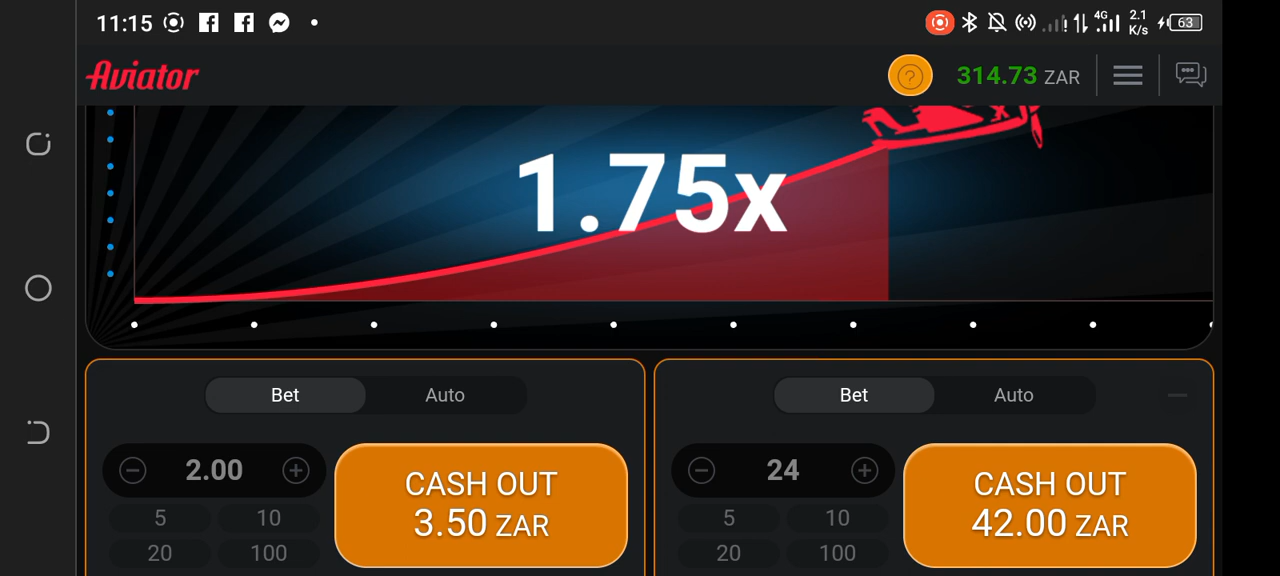 11:15 4G 2.1 K/s 63
Aviator ? 314.73 ZAR
1.75x
Bet Auto
2.00
CASH OUT
3.50 ZAR
5 10
20 100
Bet Auto
24
CASH OUT
42.00 ZAR
5 10
20 100